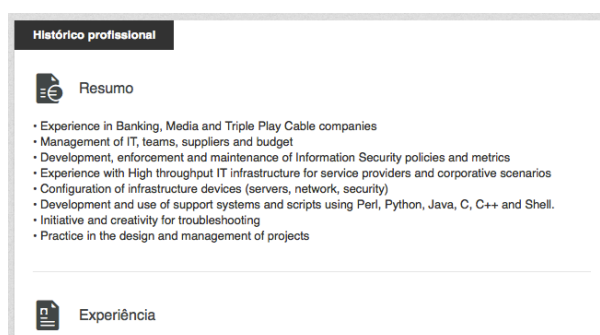 Histórico profissional
Resumo
• Experience in Banking, Media and Triple Play Cable companies
• Management of IT, teams, suppliers and budget
• Development, enforcement and maintenance of Information Security policies and metrics
• Experience with High throughput IT infrastructure for service providers and corporative scenarios
• Configuration of infrastructure devices (servers, network, security)
• Development and use of support systems and scripts using Perl, Python, Java, C, C++ and Shell.
• Initiative and creativity for troubleshooting
• Practice in the design and management of projects
Experiência